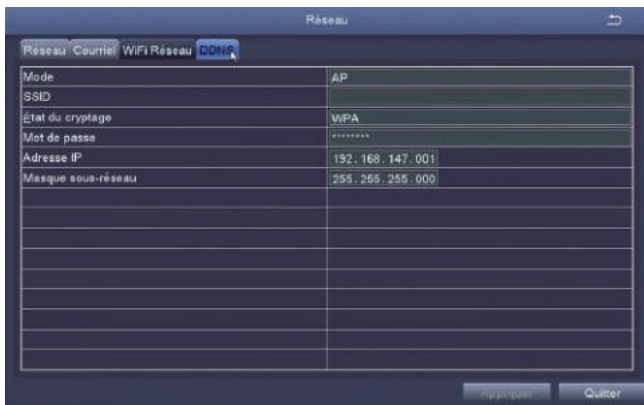 Réseau
Réseau Courriel WiFi Réseau DDNS
Mode AP
SSID
État du cryptage WPA
Mot de passe ********
Adresse IP 192.168.147.001
Masque sous-réseau 255.255.255.000
Appliquer Quitter